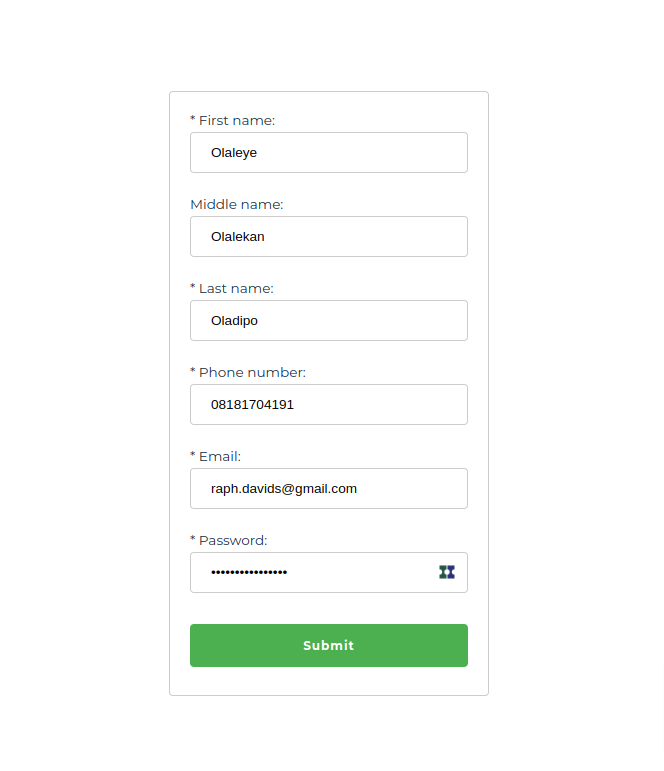 * First name:
Olaleye
Middle name:
Olalekan
* Last name:
Oladipo
* Phone number:
08181704191
* Email:
raph.davids@gmail.com
* Password:
••••••••••••••••
Submit